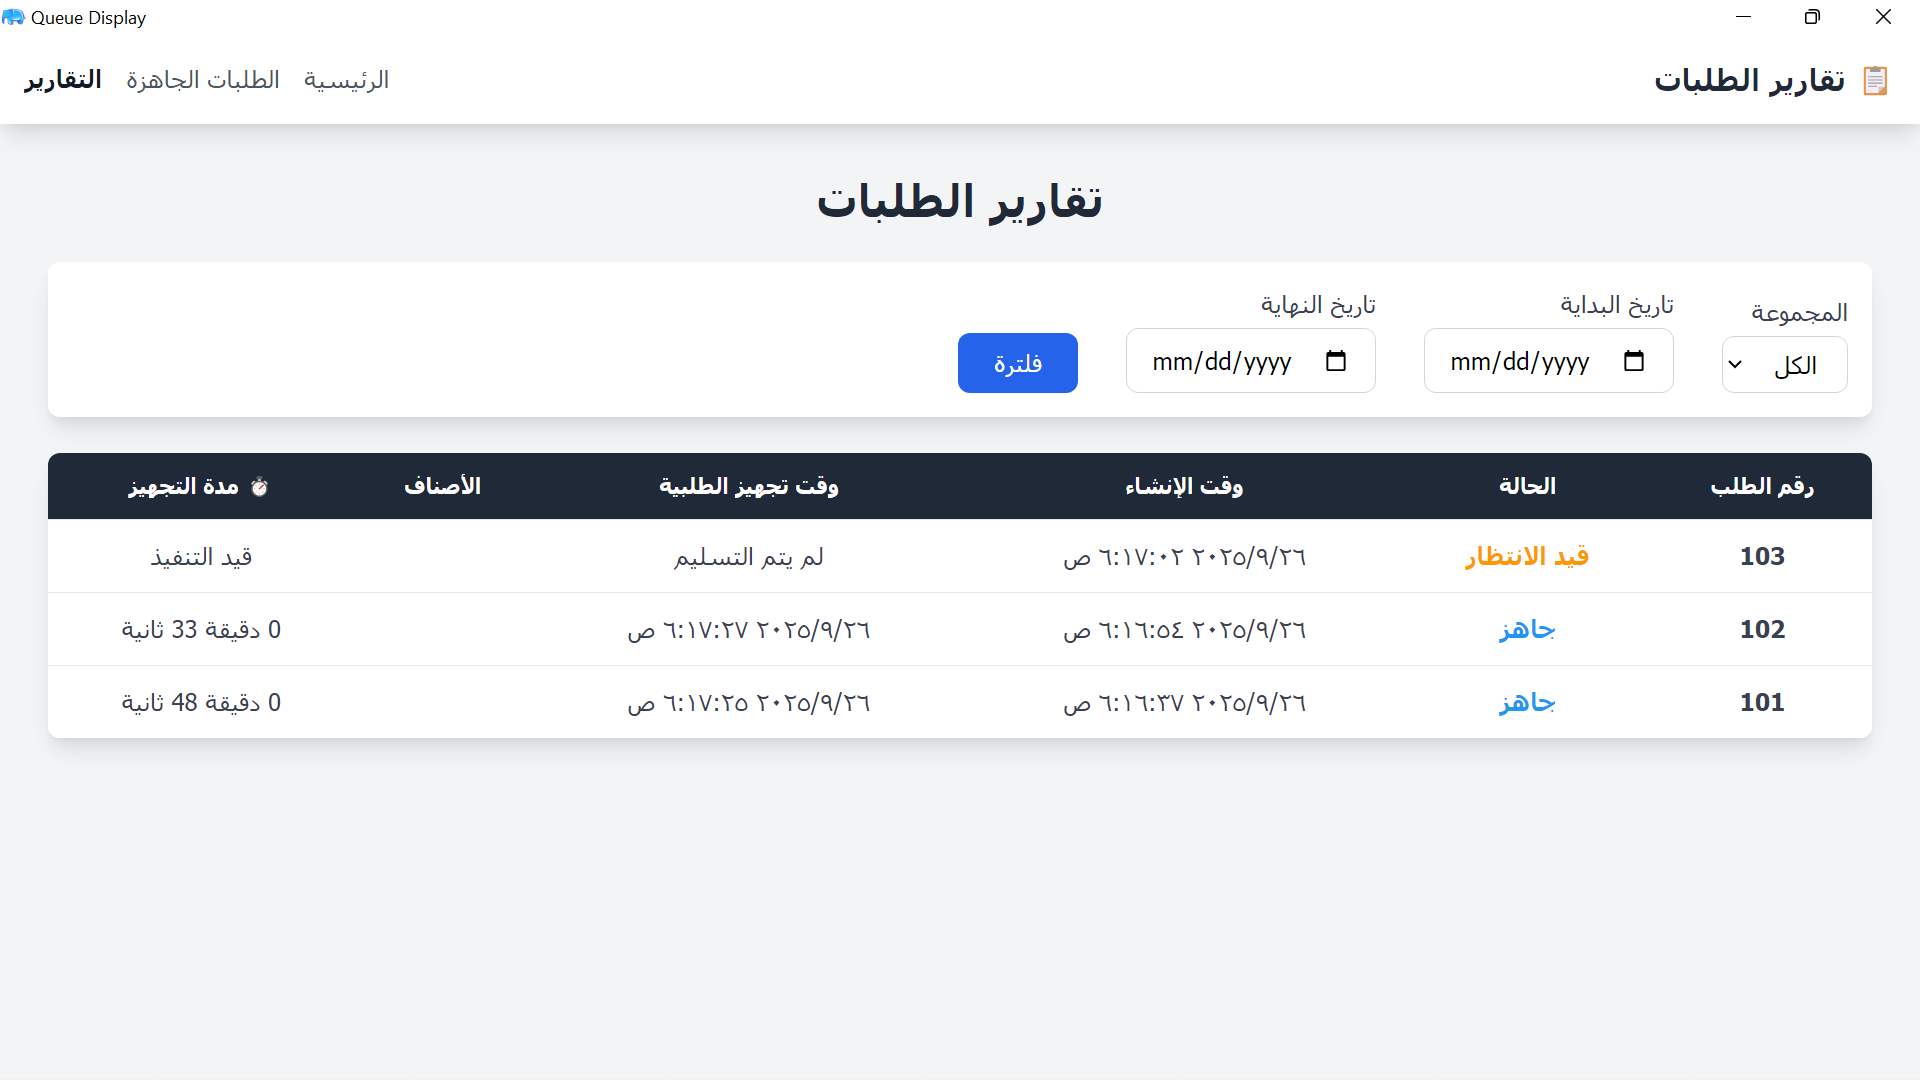 Queue Display
📋 تقارير الطلبات
الرئيسية الطلبات الجاهزة التقارير
تقارير الطلبات
المجموعة تاريخ البداية تاريخ النهاية
الكل mm/dd/yyyy mm/dd/yyyy فلترة
رقم الطلب الحالة وقت الإنشاء وقت تجهيز الطلبية الأصناف ⏱️ مدة التجهيز
103 قيد الانتظار ٢٠٢٥/٩/٢٦ ٦:١٧:٠٢ ص لم يتم التسليم قيد التنفيذ
102 جاهز ٢٠٢٥/٩/٢٦ ٦:١٦:٥٤ ص ٢٠٢٥/٩/٢٦ ٦:١٧:٢٧ ص 0 دقيقة 33 ثانية
101 جاهز ٢٠٢٥/٩/٢٦ ٦:١٦:٣٧ ص ٢٠٢٥/٩/٢٦ ٦:١٧:٢٥ ص 0 دقيقة 48 ثانية